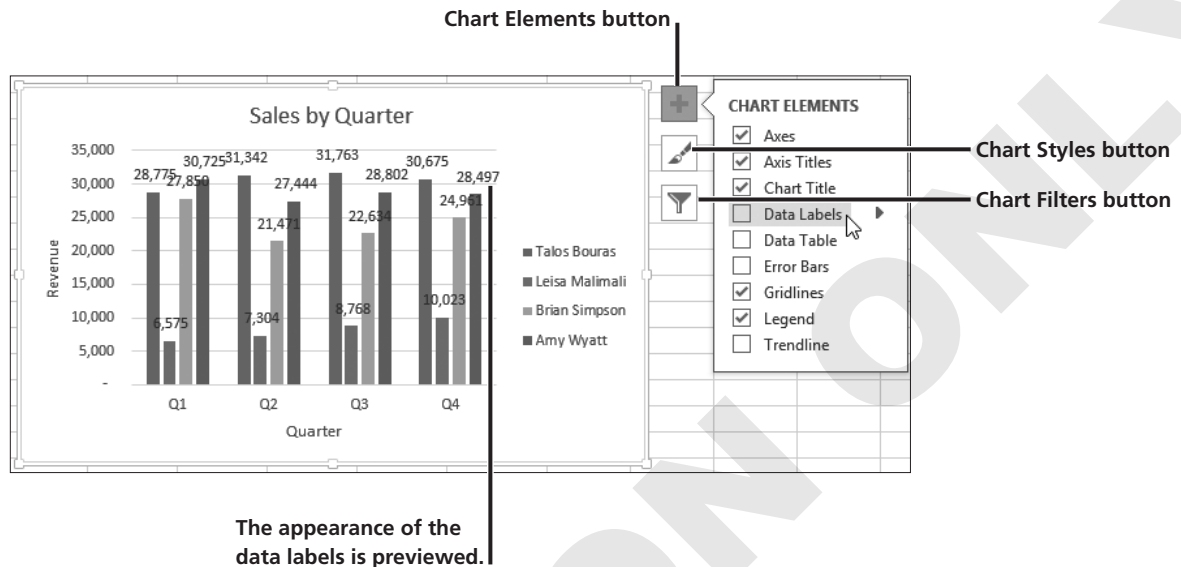 Chart Elements button
Sales by Quarter
35,000
30,000
25,000
20,000
15,000
10,000
5,000
-
Revenue
28,775
6,575
27,850
30,725
31,342
7,304
21,471
27,444
31,763
8,768
22,634
28,802
30,675
10,023
24,961
28,497
Q1 Q2 Q3 Q4
Quarter
Talos Bouras
Leisa Malimali
Brian Simpson
Amy Wyatt
CHART ELEMENTS
Axes
Axis Titles
Chart Title
Data Labels
Data Table
Error Bars
Gridlines
Legend
Trendline
Chart Styles button
Chart Filters button
The appearance of the
data labels is previewed.
ON ONLY